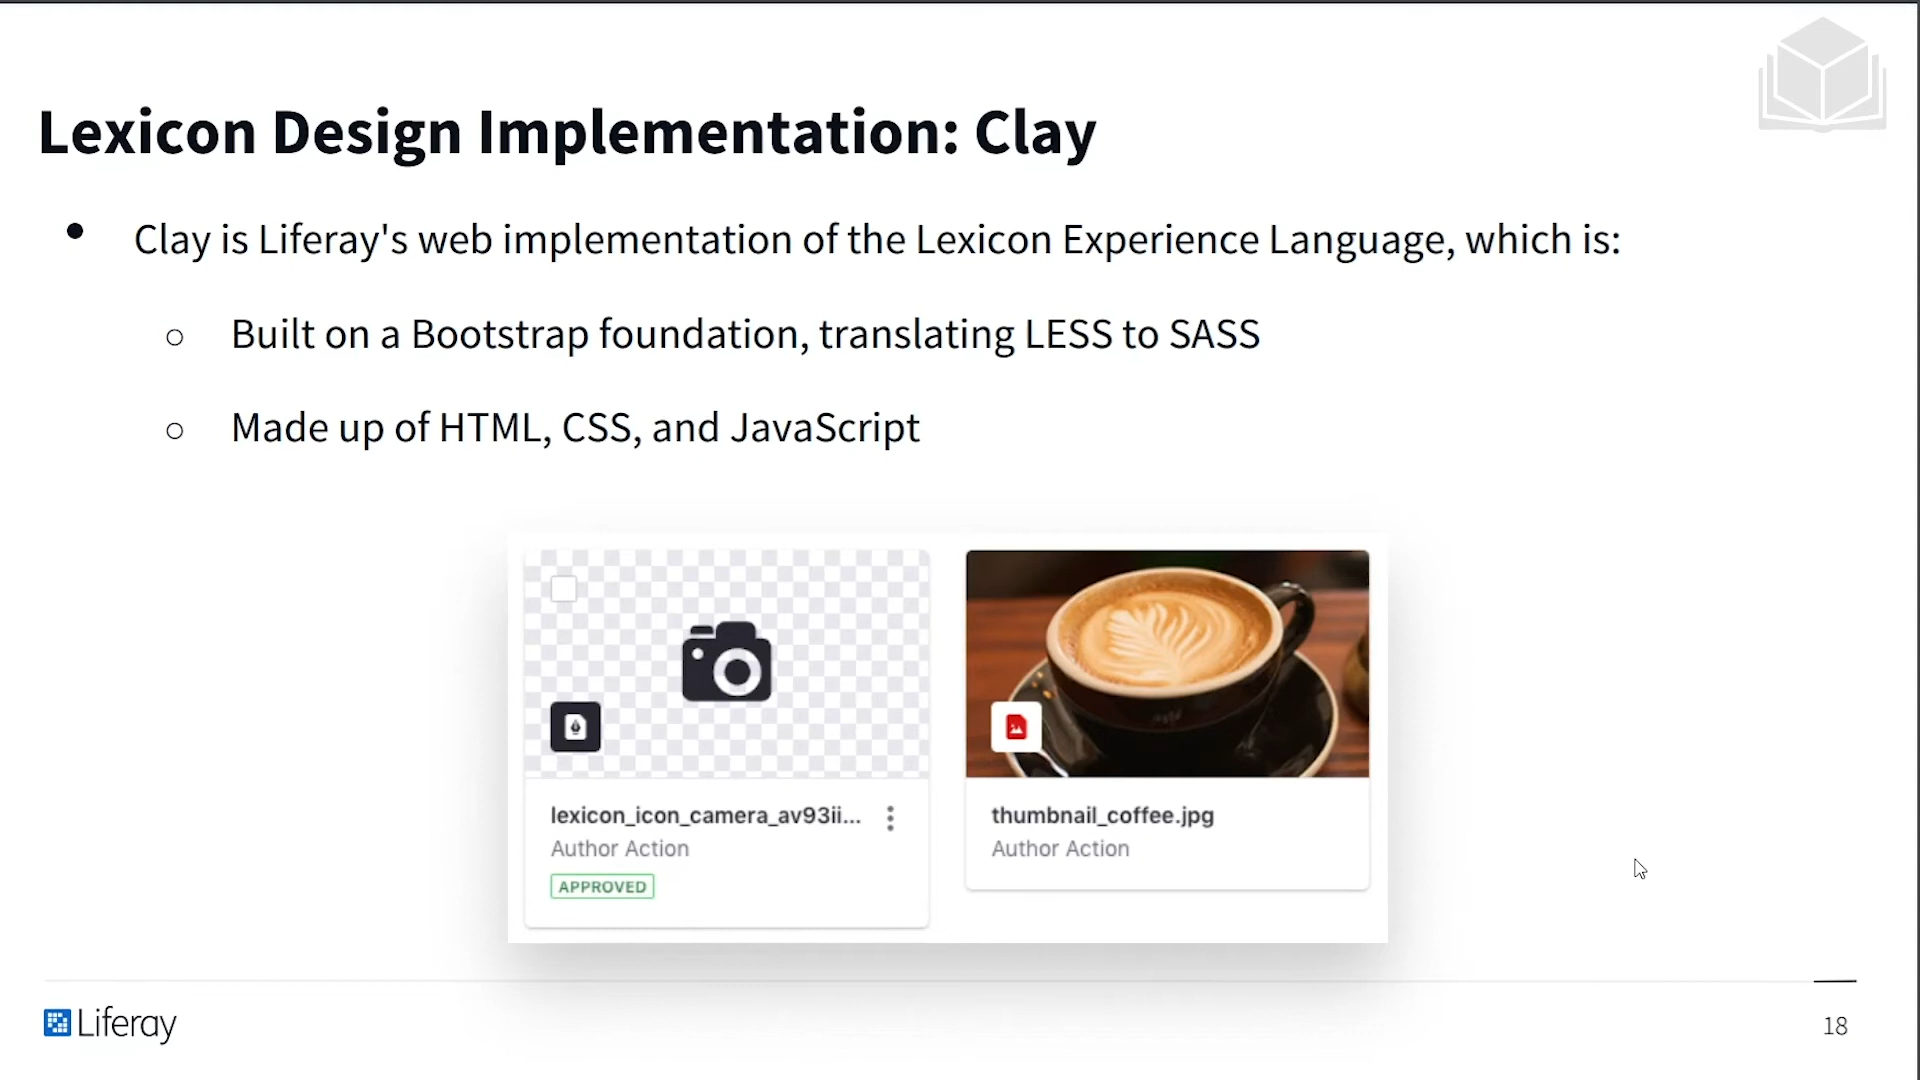 Lexicon Design Implementation: Clay
• Clay is Liferay's web implementation of the Lexicon Experience Language, which is:
○ Built on a Bootstrap foundation, translating LESS to SASS
○ Made up of HTML, CSS, and JavaScript
lexicon_icon_camera_av93ii...
Author Action
APPROVED
thumbnail_coffee.jpg
Author Action
Liferay
18